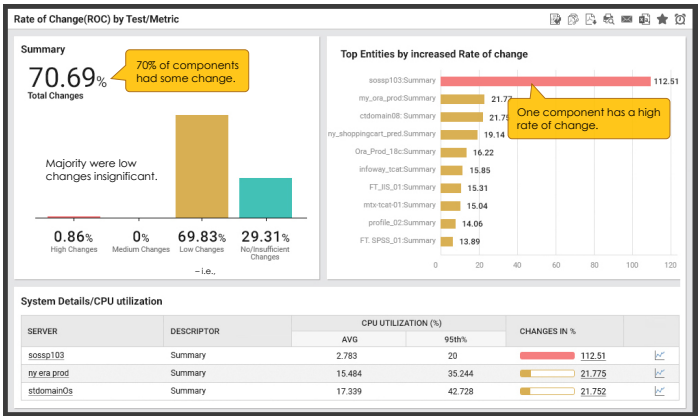 Rate of Change(ROC) by Test/Metric
Summary
70.69%
Total Changes
70% of components
had some change.
Majority were low
changes insignificant.
0.86%
High Changes
0%
Medium Changes
69.83%
Low Changes
29.31%
No/Insufficient
Changes
– i.e.,
Top Entities by increased Rate of change
sossp103:Summary 112.51
my_ora_prod:Summary 21.77
ctdomain08: Summary 21.75
ny_shoppingcart_pred:Summary 19.14
Ora_Prod_18c:Summary 16.22
infoway_tcat:Summary 15.85
FT_IIS_01:Summary 15.31
mtx-tcat-01:Summary 15.04
profile_02:Summary 14.06
FT. SPSS_01:Summary 13.89
One component has a high
rate of change.
0 20 40 60 80 100 120
System Details/CPU utilization
SERVER DESCRIPTOR CPU UTILIZATION (%) CHANGES IN %
AVG 95th%
sossp103 Summary 2.783 20 112.51
ny era prod Summary 15.484 35.244 21.775
stdomainOs Summary 17.339 42.728 21.752